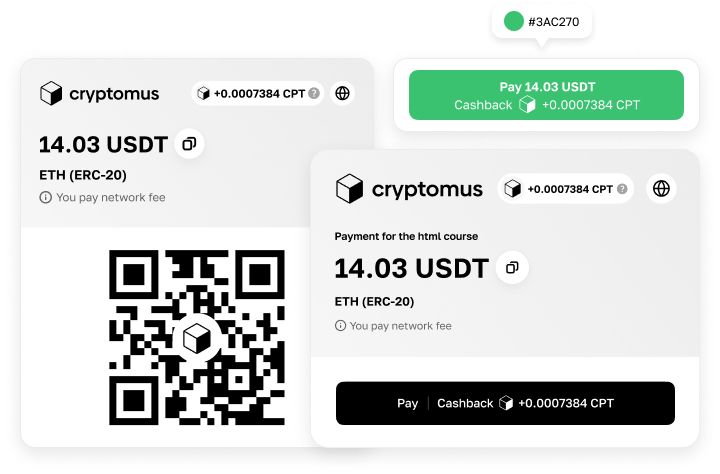 #3AC270
cryptomus
+0.0007384 CPT ?
14.03 USDT
ETH (ERC-20)
You pay network fee
Pay 14.03 USDT
Cashback +0.0007384 CPT
cryptomus
+0.0007384 CPT ?
Payment for the html course
14.03 USDT
ETH (ERC-20)
You pay network fee
Pay | Cashback +0.0007384 CPT